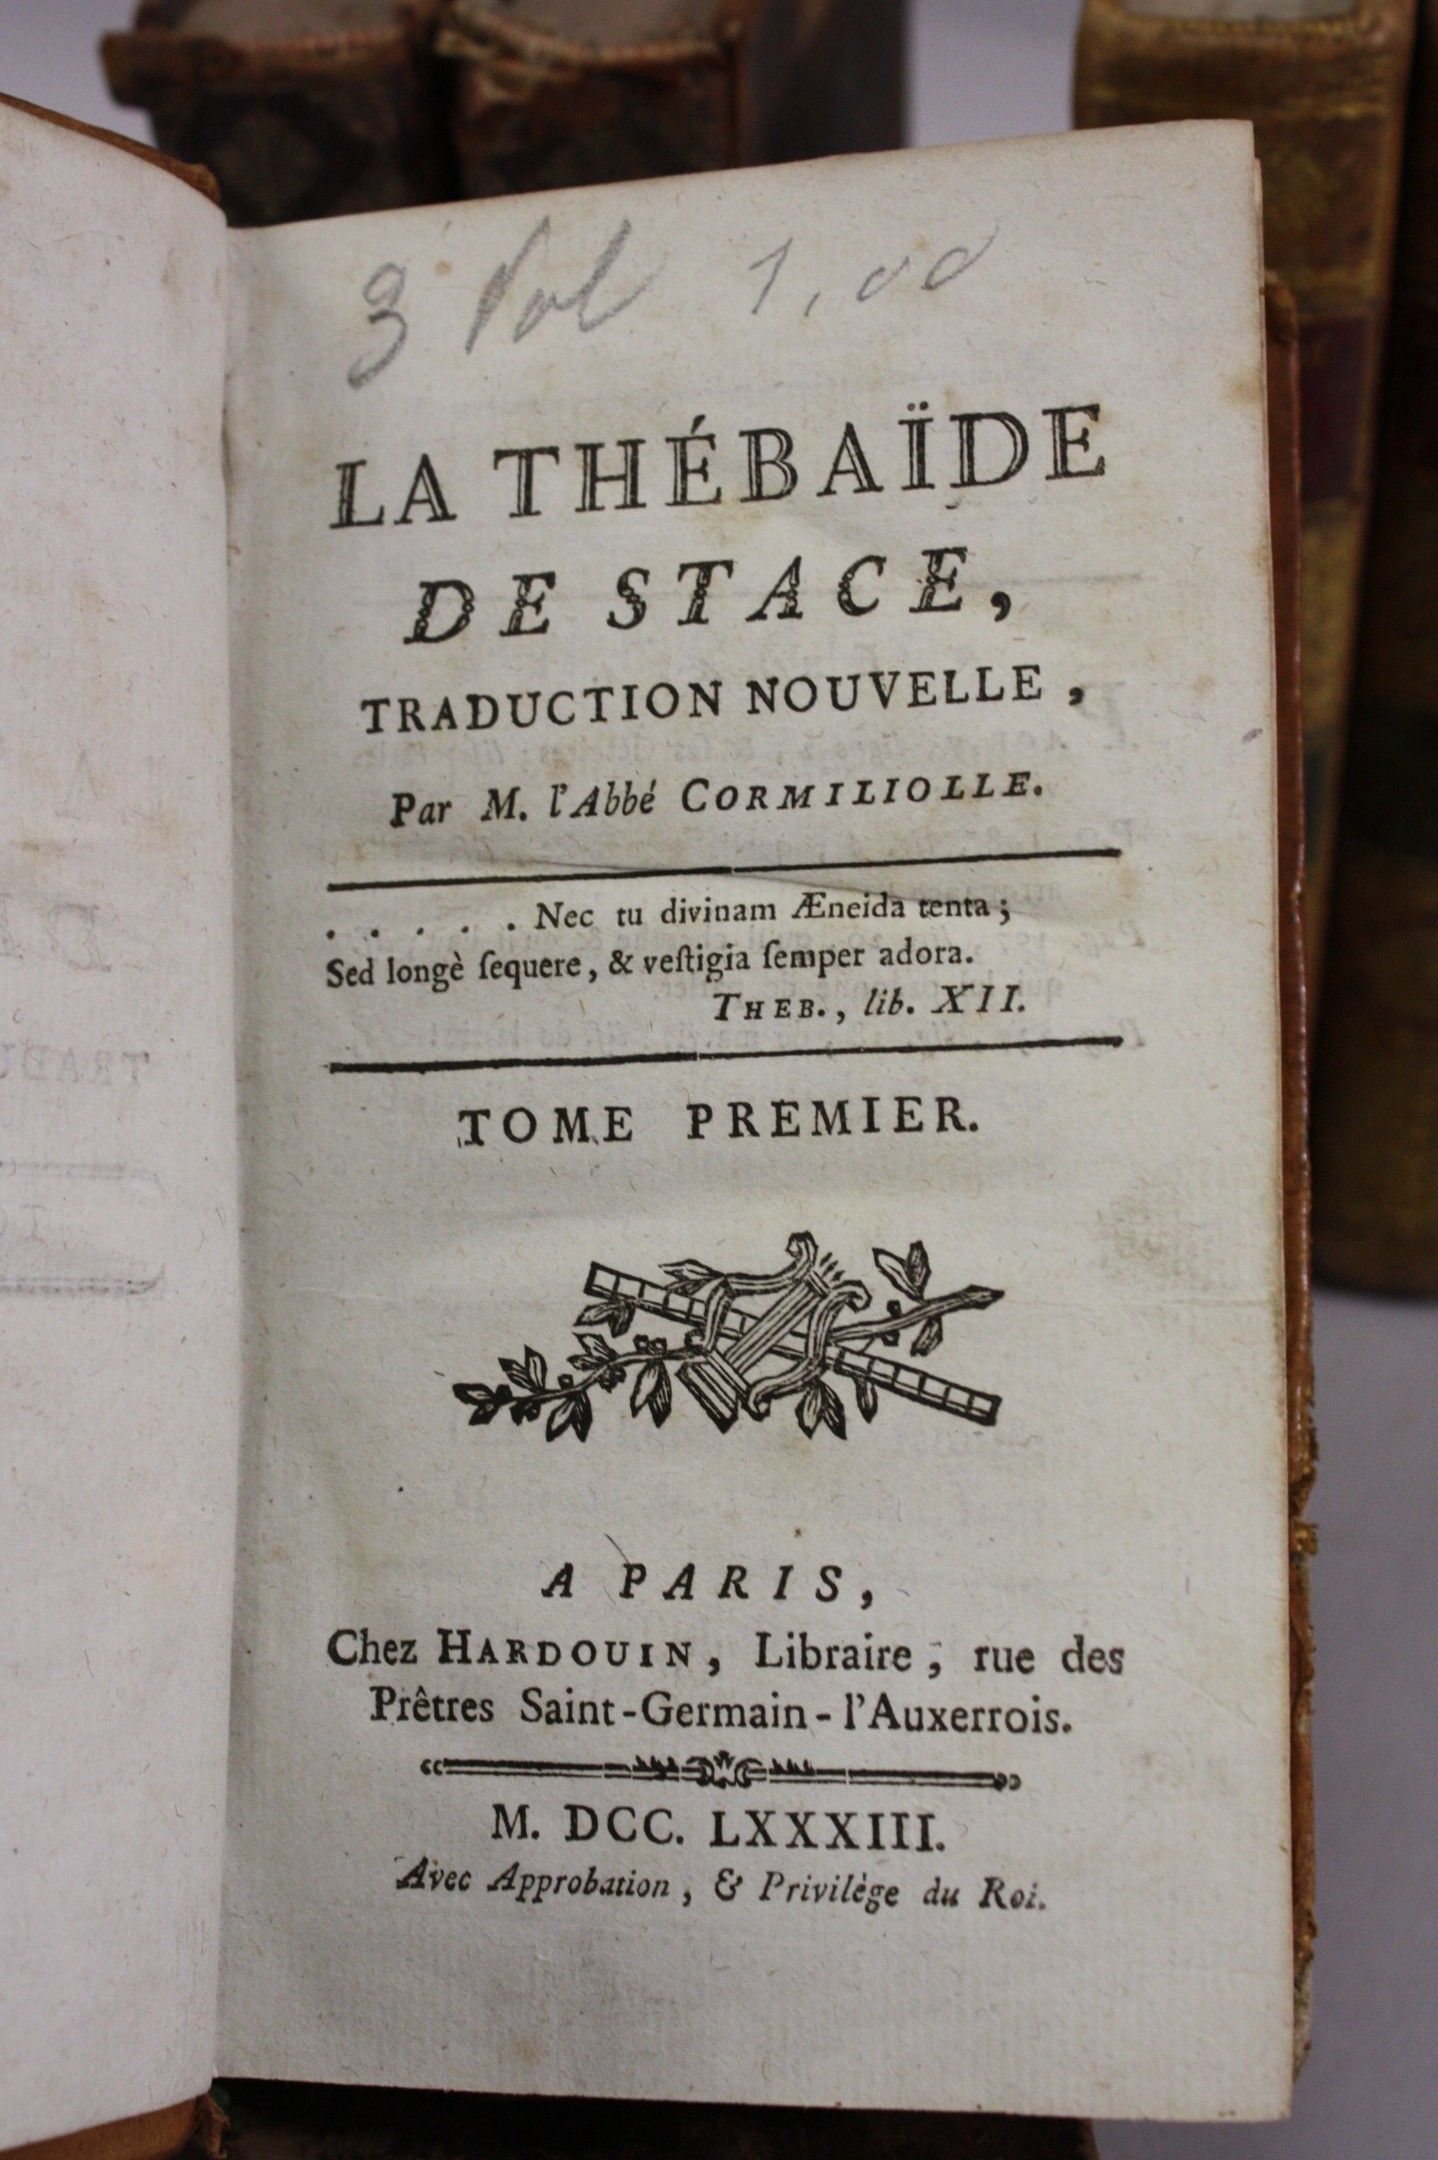 3 Vol 1,00
LA THÉBAÏDE
DE STACE,
TRADUCTION NOUVELLE,
Par M. l'Abbé CORMILIOLLE.
. . . . . Nec tu divinam Æneida tenta;
Sed longè ſequere, & veſtigia ſemper adora.
THEB., lib. XII.
TOME PREMIER.
A PARIS,
Chez HARDOUIN, Libraire, rue des
Prêtres Saint-Germain-l'Auxerrois.
M. DCC. LXXXIII.
Avec Approbation, & Privilège du Roi.